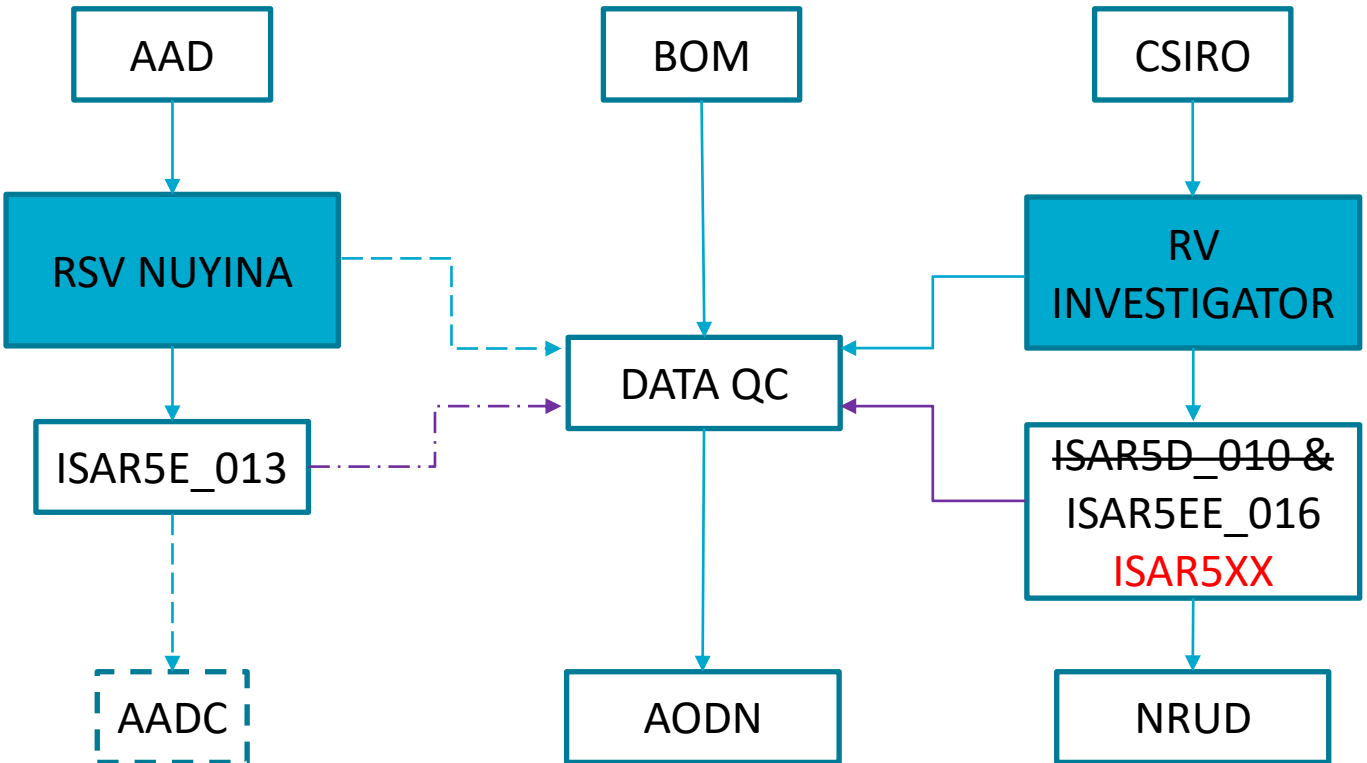 AAD
BOM
CSIRO
RSV NUYINA
RV
INVESTIGATOR
DATA QC
ISAR5E_013
ISAR5D_010 &
ISAR5EE_016
ISAR5XX
AADC
AODN
NRUD